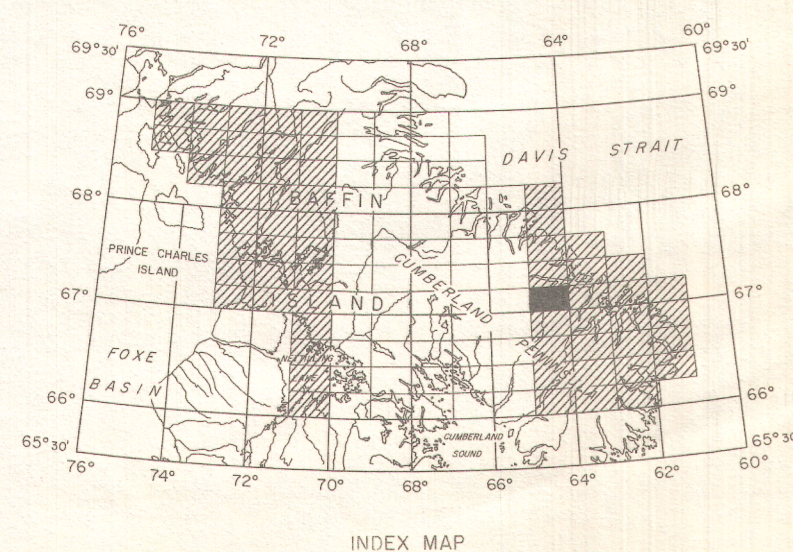 76°
72°
68°
64°
60°
69°30'
69°30'
69°
69°
DAVIS STRAIT
68°
68°
BAFFIN
PRINCE CHARLES
ISLAND
CUMBERLAND
67°
67°
ISLAND
PENINSULA
FOXE
NETTILLING
LAKE
BASIN
66°
66°
CUMBERLAND
SOUND
65°30'
65°30'
76°
74°
72°
70°
68°
66°
64°
62°
60°
INDEX MAP